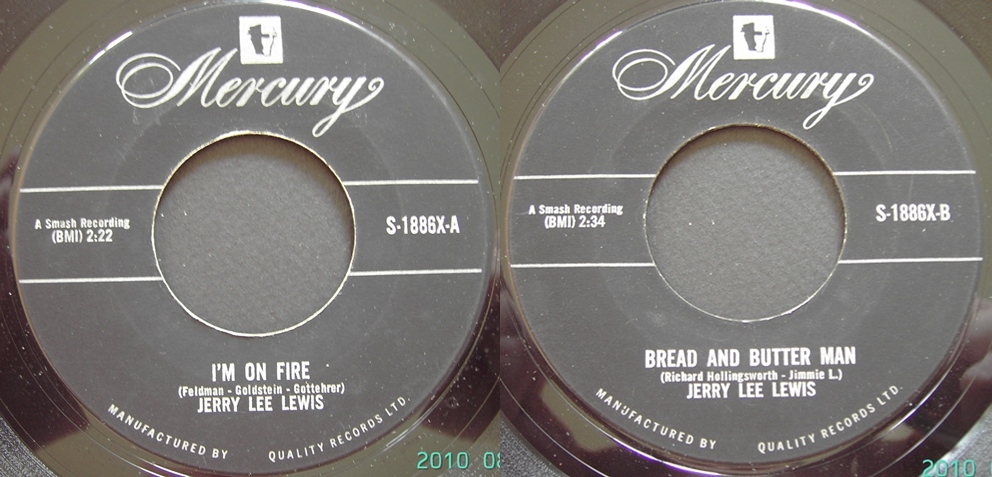 Mercury
A Smash Recording
(BMI) 2:22
S-1886X-A
I'M ON FIRE
(Feldman - Goldstein - Gottehrer)
JERRY LEE LEWIS
MANUFACTURED BY QUALITY RECORDS LTD.
2010 08
Mercury
A Smash Recording
(BMI) 2:34
S-1886X-B
BREAD AND BUTTER MAN
(Richard Hollingsworth - Jimmie L.)
JERRY LEE LEWIS
MANUFACTURED BY QUALITY RECORDS LTD.
2010